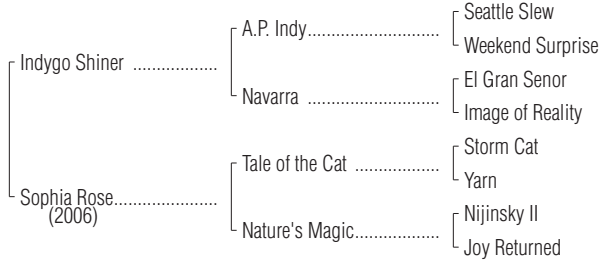 Seattle Slew
A.P. Indy
Weekend Surprise
Indygo Shiner
El Gran Senor
Navarra
Image of Reality
Storm Cat
Tale of the Cat
Yarn
Sophia Rose
(2006)
Nijinsky II
Nature's Magic
Joy Returned